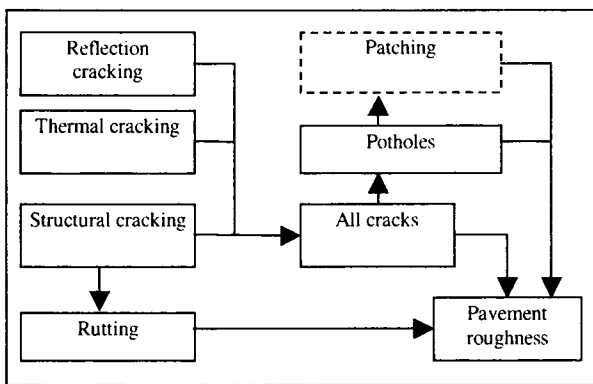 Reflection
cracking
Patching
Thermal cracking
Potholes
Structural cracking
All cracks
Rutting
Pavement
roughness